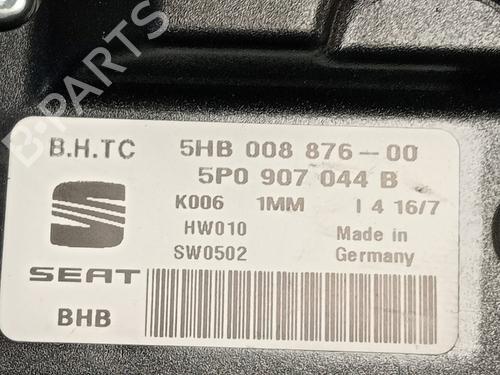 B-PARTS
B.H.TC 5HB 008 876-00
5P0 907 044 B
K006 1MM I 4 16/7
HW010 Made in
SW0502 Germany
SEAT
BHB